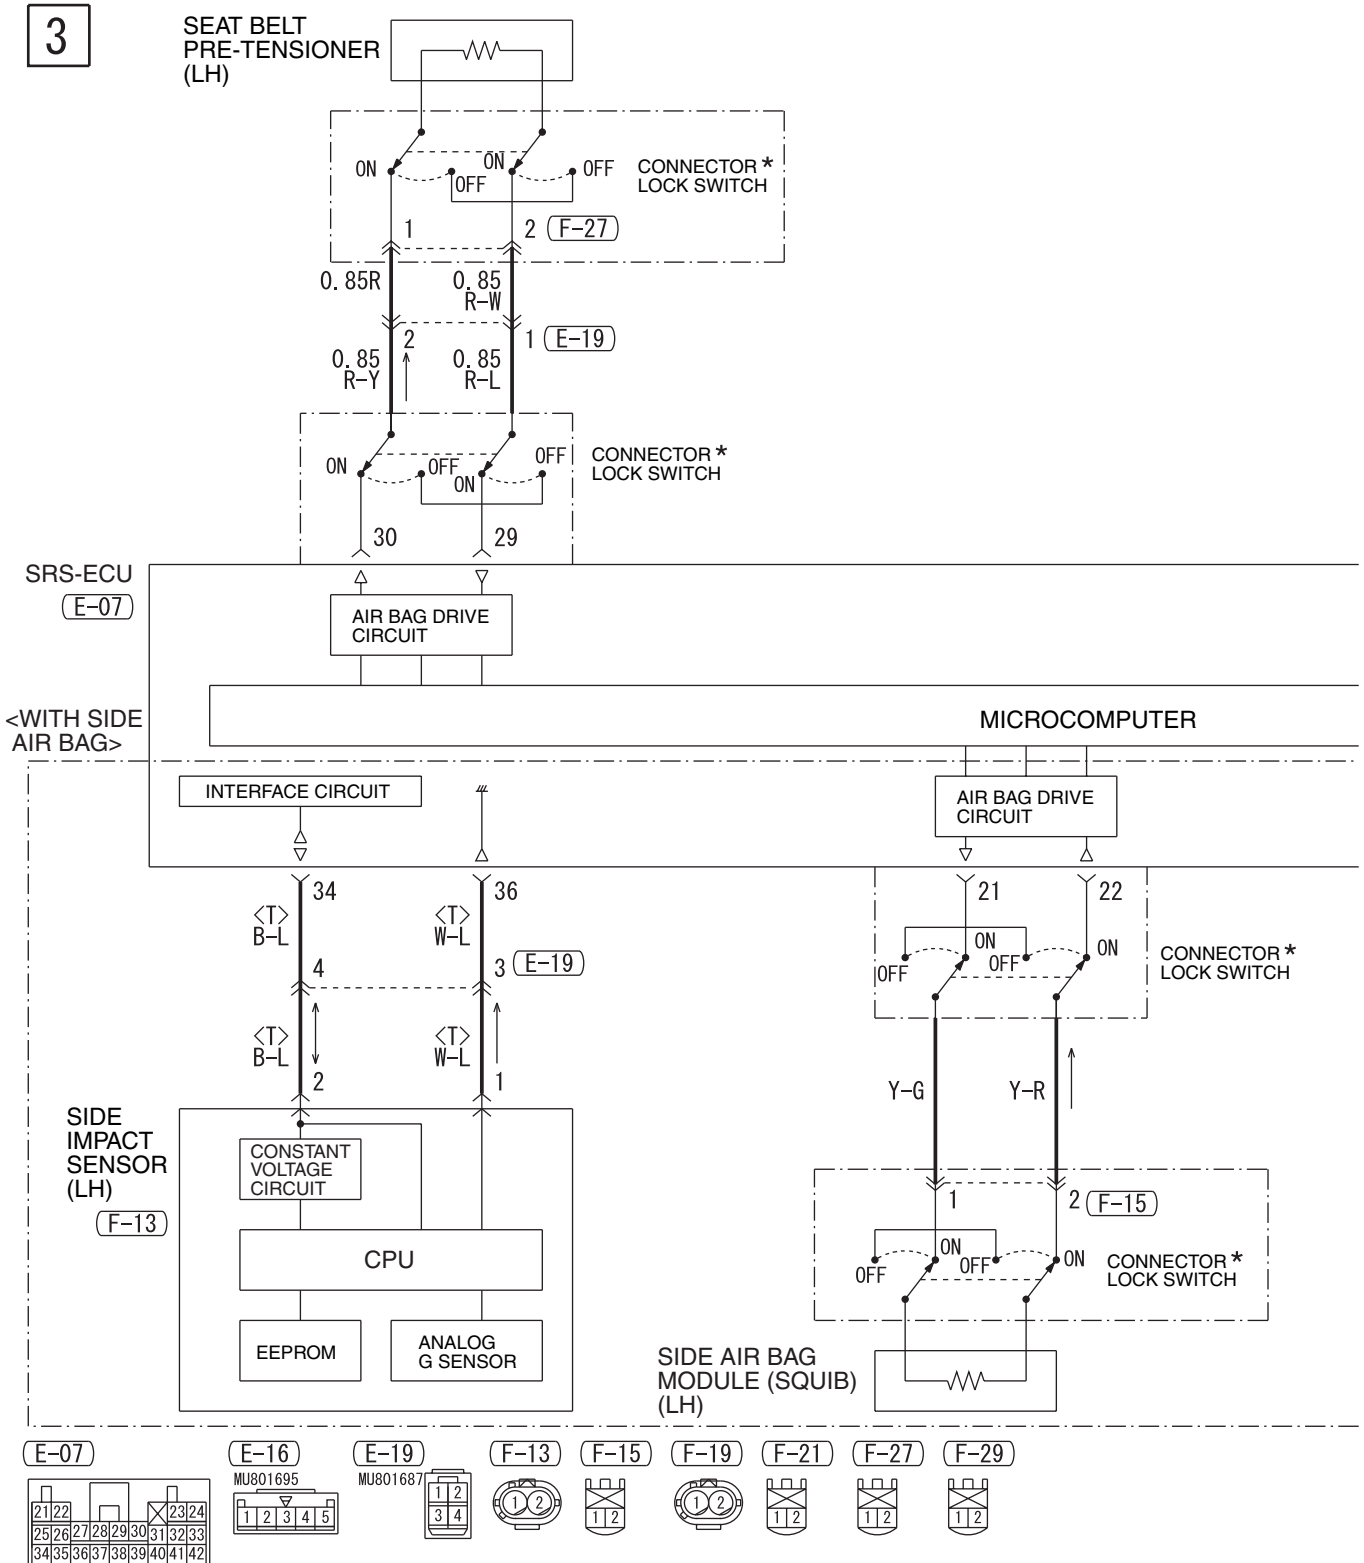 3
SEAT BELT
PRE-TENSIONER
(LH)
ON
OFF
ON
OFF
CONNECTOR *
LOCK SWITCH
1
2
F-27
0.85R
0.85
R-W
2
1
E-19
0.85
R-Y
0.85
R-L
ON
OFF
ON
OFF
CONNECTOR *
LOCK SWITCH
30
29
SRS-ECU
E-07
AIR BAG DRIVE
CIRCUIT
<WITH SIDE
AIR BAG>
MICROCOMPUTER
INTERFACE CIRCUIT
AIR BAG DRIVE
CIRCUIT
34
36
21
22
<T>
B-L
<T>
W-L
4
3
E-19
OFF
ON
OFF
ON
CONNECTOR *
LOCK SWITCH
<T>
B-L
<T>
W-L
2
1
Y-G
Y-R
SIDE
IMPACT
SENSOR
(LH)
F-13
CONSTANT
VOLTAGE
CIRCUIT
CPU
EEPROM
ANALOG
G SENSOR
1
2
F-15
OFF
ON
OFF
ON
CONNECTOR *
LOCK SWITCH
SIDE AIR BAG
MODULE (SQUIB)
(LH)
E-07
E-16
E-19
F-13
F-15
F-19
F-21
F-27
F-29
MU801695
MU801687
21 22 23 24
25 26 27 28 29 30 31 32 33
34 35 36 37 38 39 40 41 42
1 2 3 4 5
1 2
3 4
1 2
1 2
1 2
1 2
1 2
1 2